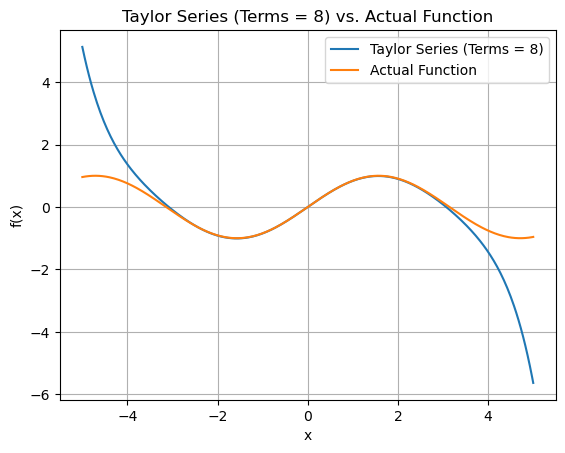 Taylor Series (Terms = 8) vs. Actual Function
Taylor Series (Terms = 8)
Actual Function
f(x)
4
2
0
−2
−4
−6
−4
−2
0
2
4
x